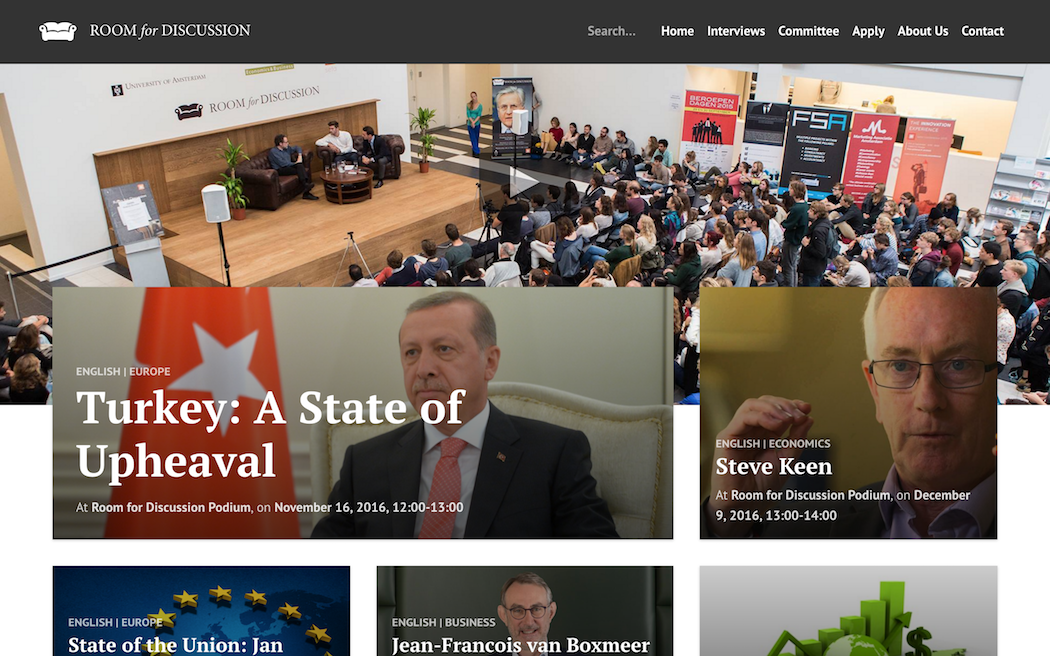 ROOM for DISCUSSION
Search...
Home
Interviews
Committee
Apply
About Us
Contact
UNIVERSITY OF AMSTERDAM
ROOM for DISCUSSION
BEROEPEN
DAGEN 2015
FSA
Marketing Associatie
Amsterdam
THE INNOVATION
EXPERIENCE
ENGLISH | EUROPE
Turkey: A State of
Upheaval
At Room for Discussion Podium, on November 16, 2016, 12:00-13:00
ENGLISH | ECONOMICS
Steve Keen
At Room for Discussion Podium, on December
9, 2016, 13:00-14:00
ENGLISH | EUROPE
State of the Union: Jan
ENGLISH | BUSINESS
Jean-Francois van Boxmeer